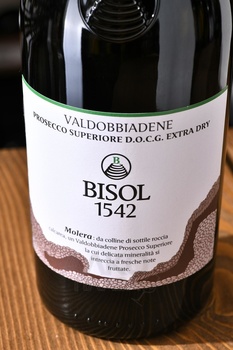 VALDOBBIADENE
PROSECCO SUPERIORE D.O.C.G. EXTRA DRY
B
BISOL
1542
Molera: da colline di sottile roccia
calcarea, un Valdobbiadene Prosecco Superiore
la cui delicata mineralità si
intreccia a fresche note
fruttate.